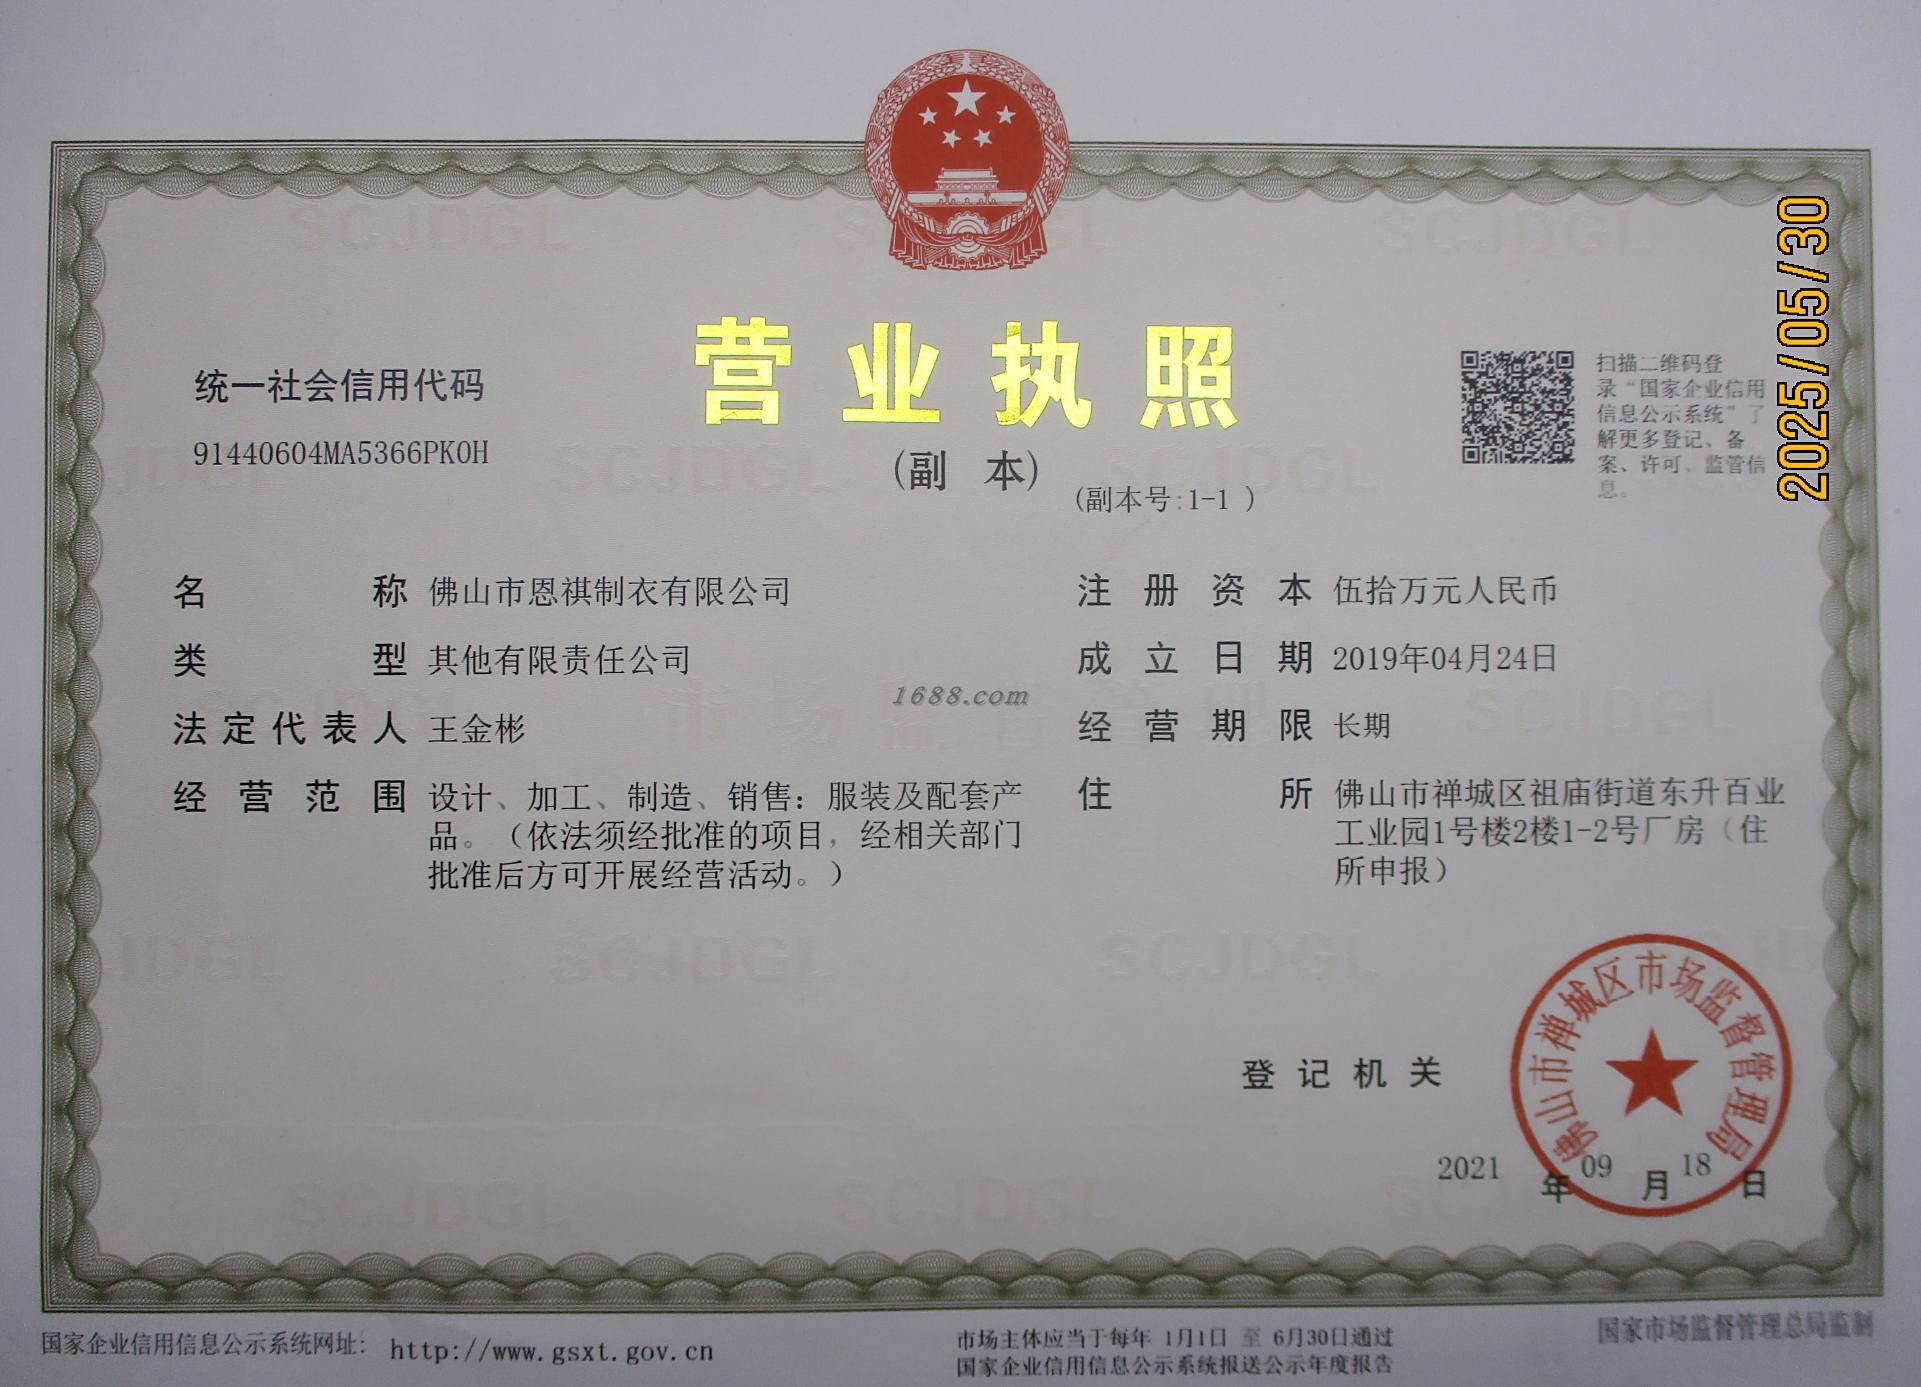 2025/05/30
营业执照
(副 本)
(副本号:1-1 )
统一社会信用代码
91440604MA5366PK0H
扫描二维码登
录“国家企业信用
信息公示系统”了
解更多登记、备
案、许可、监管信
息。
名称 佛山市恩祺制衣有限公司
类型 其他有限责任公司
法定代表人 王金彬
经营范围 设计、加工、制造、销售：服装及配套产
品。（依法须经批准的项目，经相关部门
批准后方可开展经营活动。）
注册资本 伍拾万元人民币
成立日期 2019年04月24日
经营期限 长期
住所 佛山市禅城区祖庙街道东升百业
工业园1号楼2楼1-2号厂房（住
所申报）
1688.com
登记机关
佛山市禅城区市场监督管理局
2021年09月18日
国家企业信用信息公示系统网址： http://www.gsxt.gov.cn
市场主体应当于每年 1月1日 至 6月30日通过
国家企业信用信息公示系统报送公示年度报告
国家市场监督管理总局监制
SCJDGL